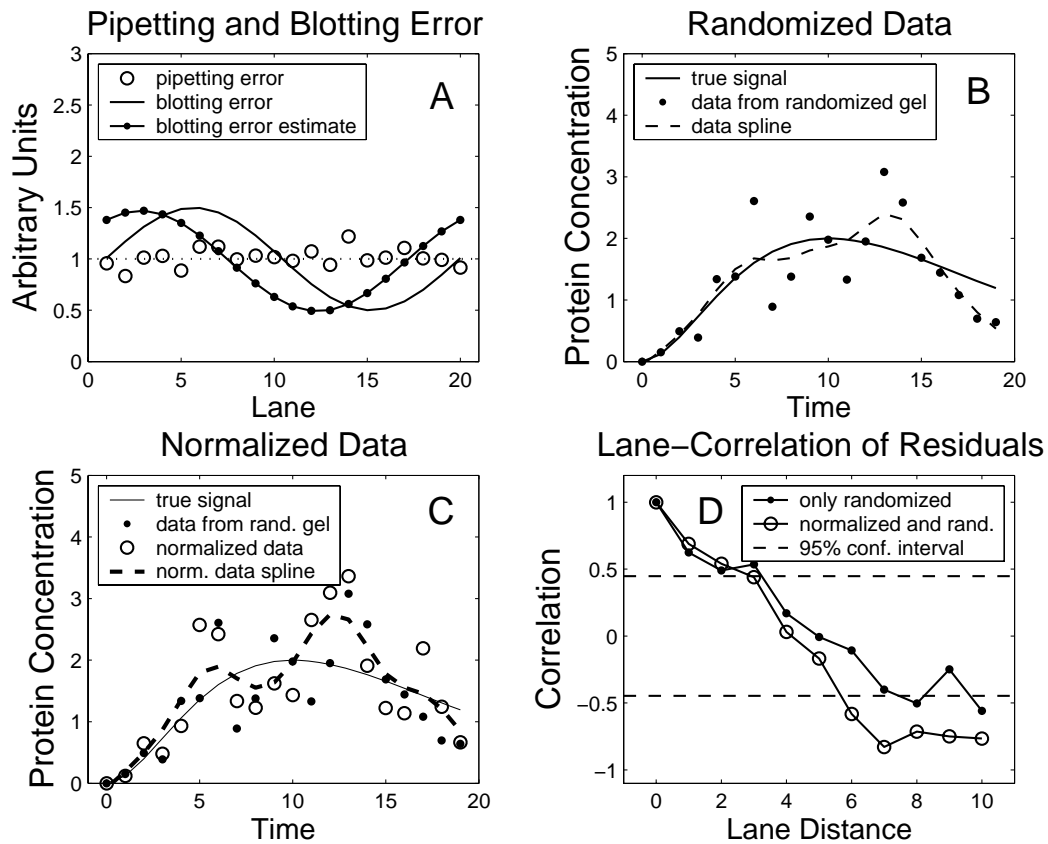 Pipetting and Blotting Error
3
2.5
2
1.5
1
0.5
0
0
5
10
15
20
Arbitrary Units
Lane
pipetting error
blotting error
blotting error estimate
A
Randomized Data
5
4
3
2
1
0
0
5
10
15
20
Protein Concentration
Time
true signal
data from randomized gel
data spline
B
Normalized Data
5
4
3
2
1
0
0
5
10
15
20
Protein Concentration
Time
true signal
data from rand. gel
normalized data
norm. data spline
C
Lane−Correlation of Residuals
1
0.5
0
−0.5
−1
0
2
4
6
8
10
Correlation
Lane Distance
only randomized
normalized and rand.
95% conf. interval
D